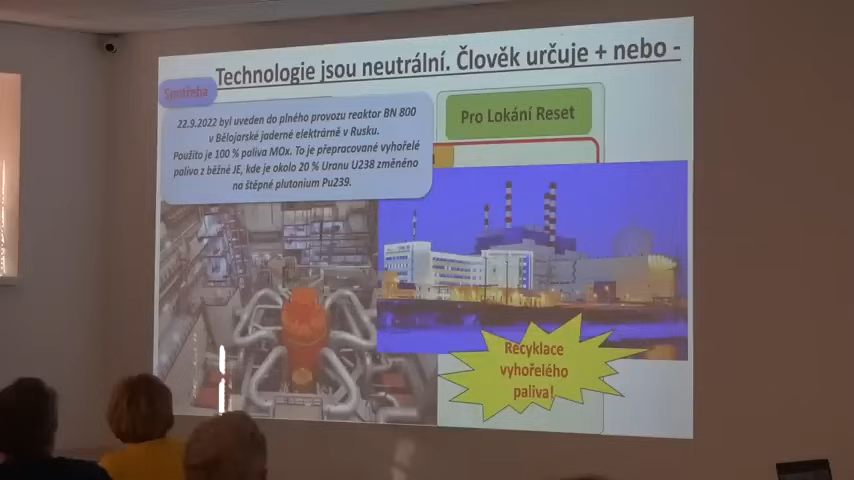 Technologie jsou neutrální. Člověk určuje + nebo -
Spotřeba
22.9.2022 byl uveden do plného provozu reaktor BN 800
v Bělojarské jaderné elektrárně v Rusku.
Použito je 100 % paliva MOx. To je přepracované vyhořelé
palivo z běžné JE, kde je okolo 20 % Uranu U238 změněno
na štěpné plutonium Pu239.
Pro Lokání Reset
Recyklace
vyhořelého
paliva!